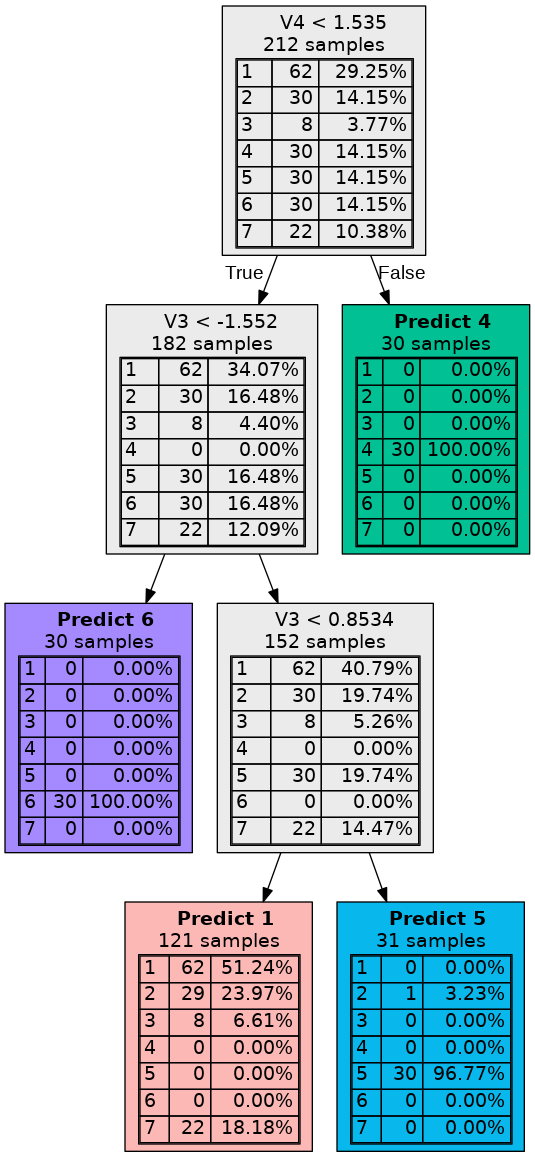 V4 < 1.535
212 samples
1 62 29.25%
2 30 14.15%
3 8 3.77%
4 30 14.15%
5 30 14.15%
6 30 14.15%
7 22 10.38%
True
False
V3 < -1.552
182 samples
1 62 34.07%
2 30 16.48%
3 8 4.40%
4 0 0.00%
5 30 16.48%
6 30 16.48%
7 22 12.09%
Predict 4
30 samples
1 0 0.00%
2 0 0.00%
3 0 0.00%
4 30 100.00%
5 0 0.00%
6 0 0.00%
7 0 0.00%
Predict 6
30 samples
1 0 0.00%
2 0 0.00%
3 0 0.00%
4 0 0.00%
5 0 0.00%
6 30 100.00%
7 0 0.00%
V3 < 0.8534
152 samples
1 62 40.79%
2 30 19.74%
3 8 5.26%
4 0 0.00%
5 30 19.74%
6 0 0.00%
7 22 14.47%
Predict 1
121 samples
1 62 51.24%
2 29 23.97%
3 8 6.61%
4 0 0.00%
5 0 0.00%
6 0 0.00%
7 22 18.18%
Predict 5
31 samples
1 0 0.00%
2 1 3.23%
3 0 0.00%
4 0 0.00%
5 30 96.77%
6 0 0.00%
7 0 0.00%